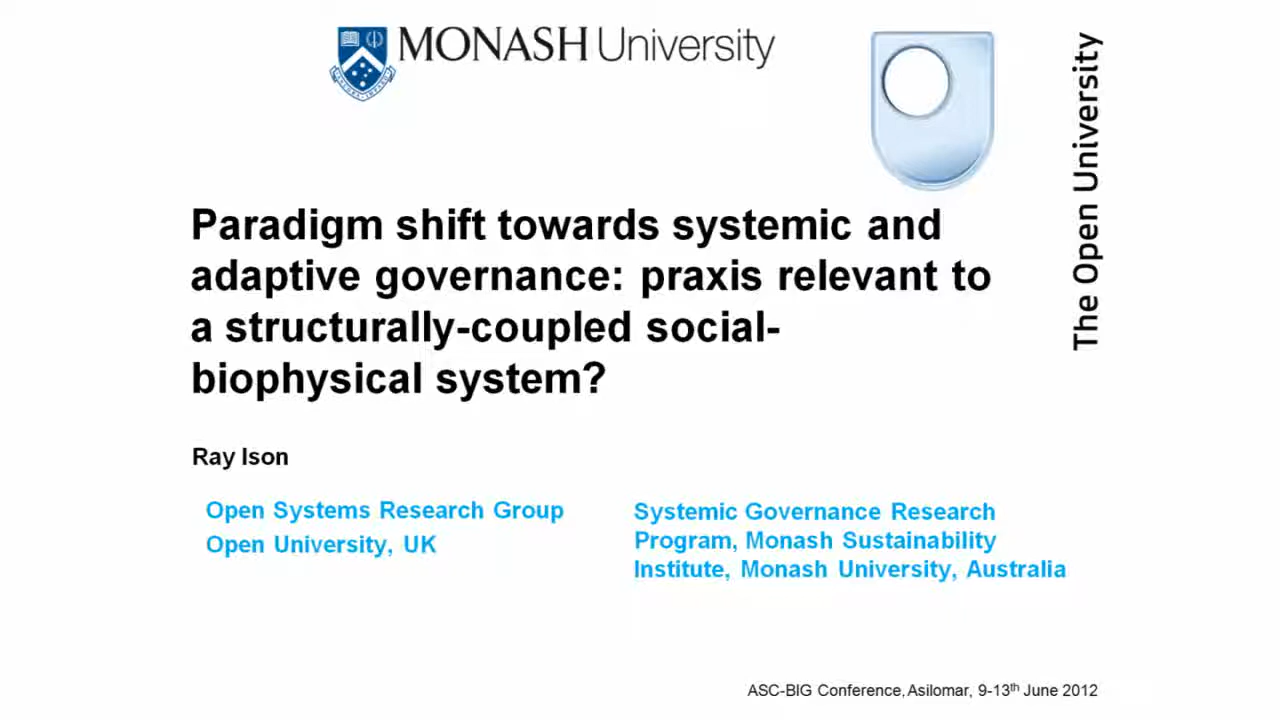 MONASH University
The Open University
Paradigm shift towards systemic and
adaptive governance: praxis relevant to
a structurally-coupled social-
biophysical system?
Ray Ison
Open Systems Research Group
Open University, UK
Systemic Governance Research
Program, Monash Sustainability
Institute, Monash University, Australia
ASC-BIG Conference, Asilomar, 9-13th June 2012